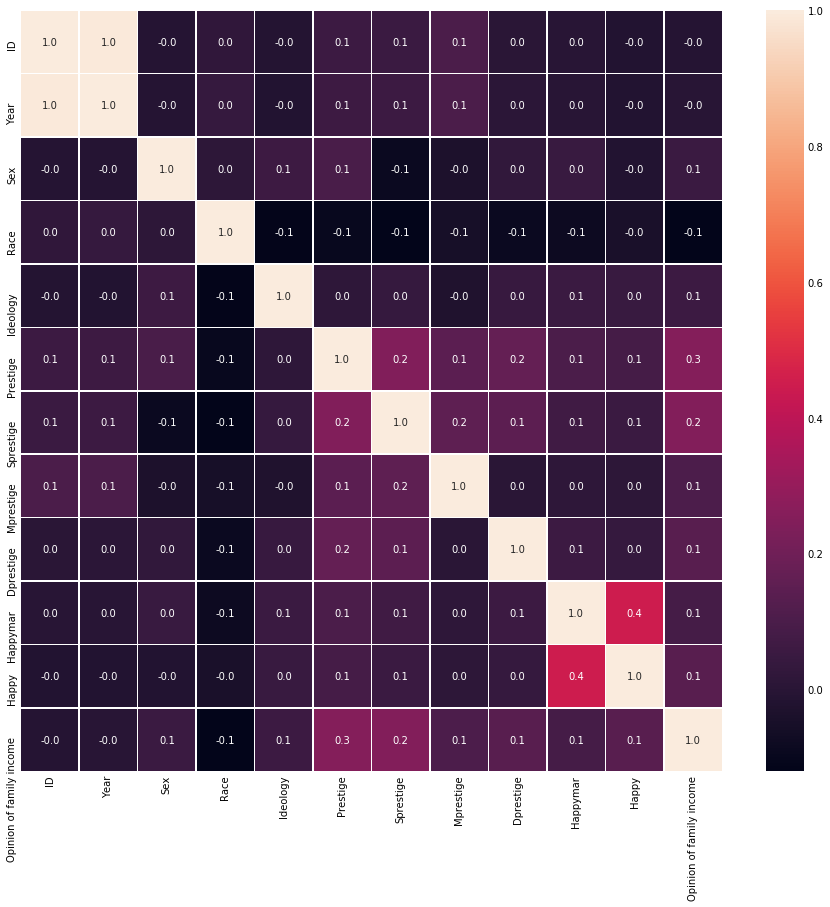 ID 1.0 1.0 -0.0 0.0 -0.0 0.1 0.1 0.1 0.0 0.0 -0.0 -0.0
Year 1.0 1.0 -0.0 0.0 -0.0 0.1 0.1 0.1 0.0 0.0 -0.0 -0.0
Sex -0.0 -0.0 1.0 0.0 0.1 0.1 -0.1 -0.0 0.0 0.0 -0.0 0.1
Race 0.0 0.0 0.0 1.0 -0.1 -0.1 -0.1 -0.1 -0.1 -0.1 -0.0 -0.1
Ideology -0.0 -0.0 0.1 -0.1 1.0 0.0 0.0 -0.0 0.0 0.1 0.0 0.1
Prestige 0.1 0.1 0.1 -0.1 0.0 1.0 0.2 0.1 0.2 0.1 0.1 0.3
Sprestige 0.1 0.1 -0.1 -0.1 0.0 0.2 1.0 0.2 0.1 0.1 0.1 0.2
Mprestige 0.1 0.1 -0.0 -0.1 -0.0 0.1 0.2 1.0 0.0 0.0 0.0 0.1
Dprestige 0.0 0.0 0.0 -0.1 0.0 0.2 0.1 0.0 1.0 0.1 0.0 0.1
Happymar 0.0 0.0 0.0 -0.1 0.1 0.1 0.1 0.0 0.1 1.0 0.4 0.1
Happy -0.0 -0.0 -0.0 -0.0 0.0 0.1 0.1 0.0 0.0 0.4 1.0 0.1
Opinion of family income -0.0 -0.0 0.1 -0.1 0.1 0.3 0.2 0.1 0.1 0.1 0.1 1.0
ID Year Sex Race Ideology Prestige Sprestige Mprestige Dprestige Happymar Happy Opinion of family income
1.0
0.8
0.6
0.4
0.2
0.0